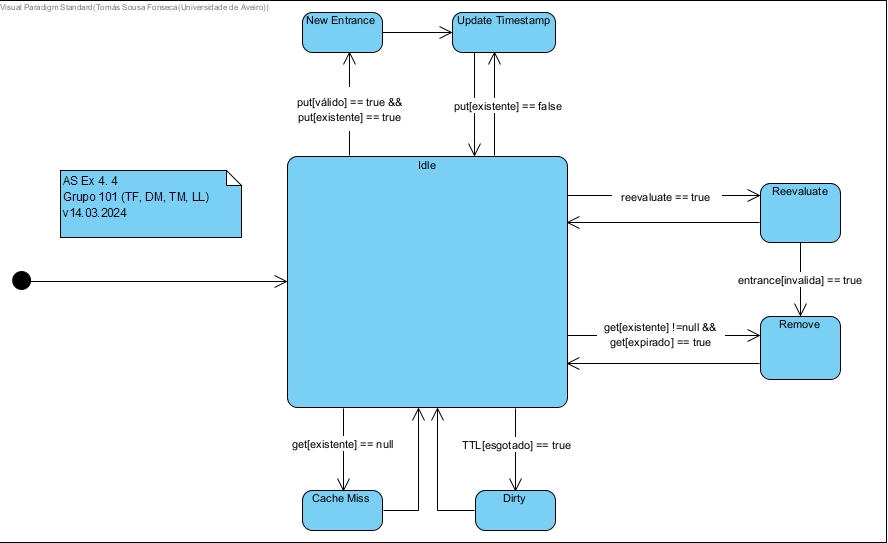 Visual Paradigm Standard(Tomás Sousa Fonseca(Universidade de Aveiro))
New Entrance
Update Timestamp
put[válido] == true &&
put[existente] == true
put[existente] == false
Idle
AS Ex 4. 4
Grupo 101 (TF, DM, TM, LL)
v14.03.2024
reevaluate == true
Reevaluate
entrance[invalida] == true
get[existente] !=null &&
get[expirado] == true
Remove
get[existente] == null
TTL[esgotado] == true
Cache Miss
Dirty